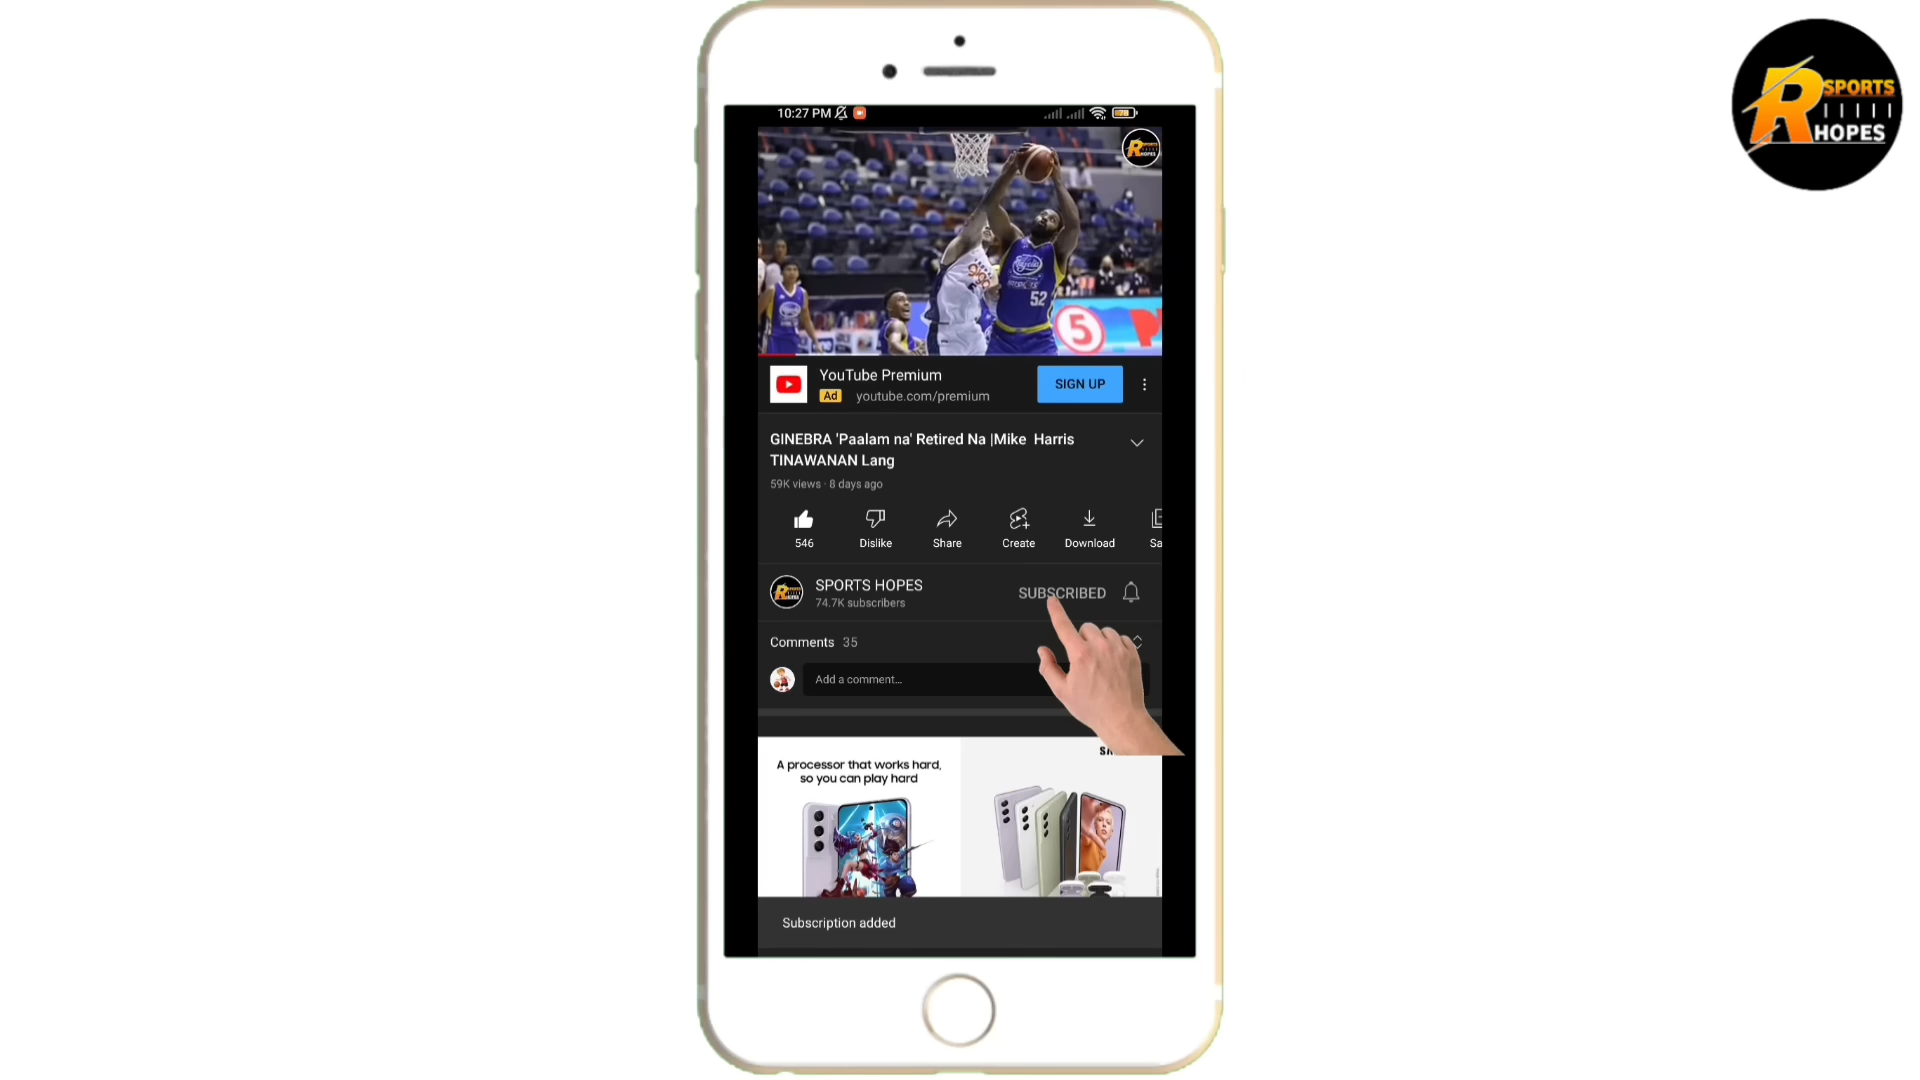 SPORTS
HOPES
10:27 PM
52
5
YouTube Premium
Ad youtube.com/premium
SIGN UP
GINEBRA 'Paalam na' Retired Na |Mike Harris
TINAWANAN Lang
59K views · 8 days ago
546
Dislike
Share
Create
Download
Sa
SPORTS HOPES
74.7K subscribers
SUBSCRIBED
Comments 35
Add a comment...
A processor that works hard,
so you can play hard
Subscription added